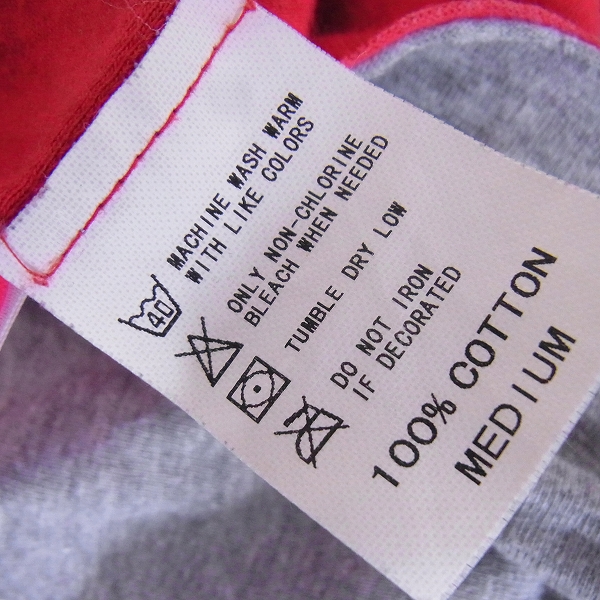 MACHINE WASH WARM
WITH LIKE COLORS
40
ONLY NON-CHLORINE
BLEACH WHEN NEEDED
TUMBLE DRY LOW
DO NOT IRON
IF DECORATED
100% COTTON
MEDIUM